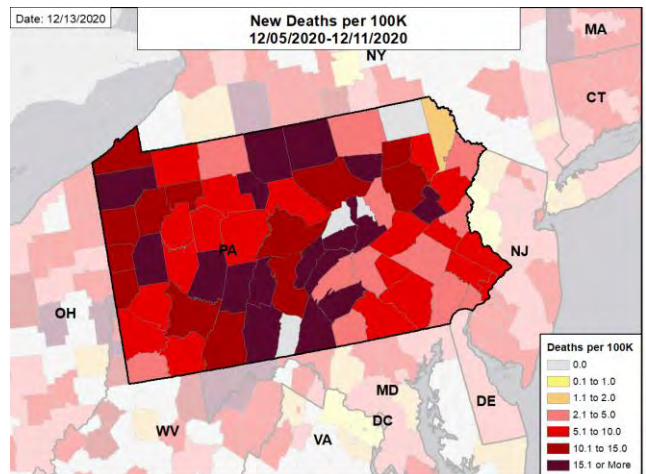 Date: 12/13/2020
New Deaths per 100K
12/05/2020-12/11/2020
NY
MA
CT
PA
NJ
OH
MD
DE
WV
DC
VA
Deaths per 100K
0.0
0.1 to 1.0
1.1 to 2.0
2.1 to 5.0
5.1 to 10.0
10.1 to 15.0
15.1 or More